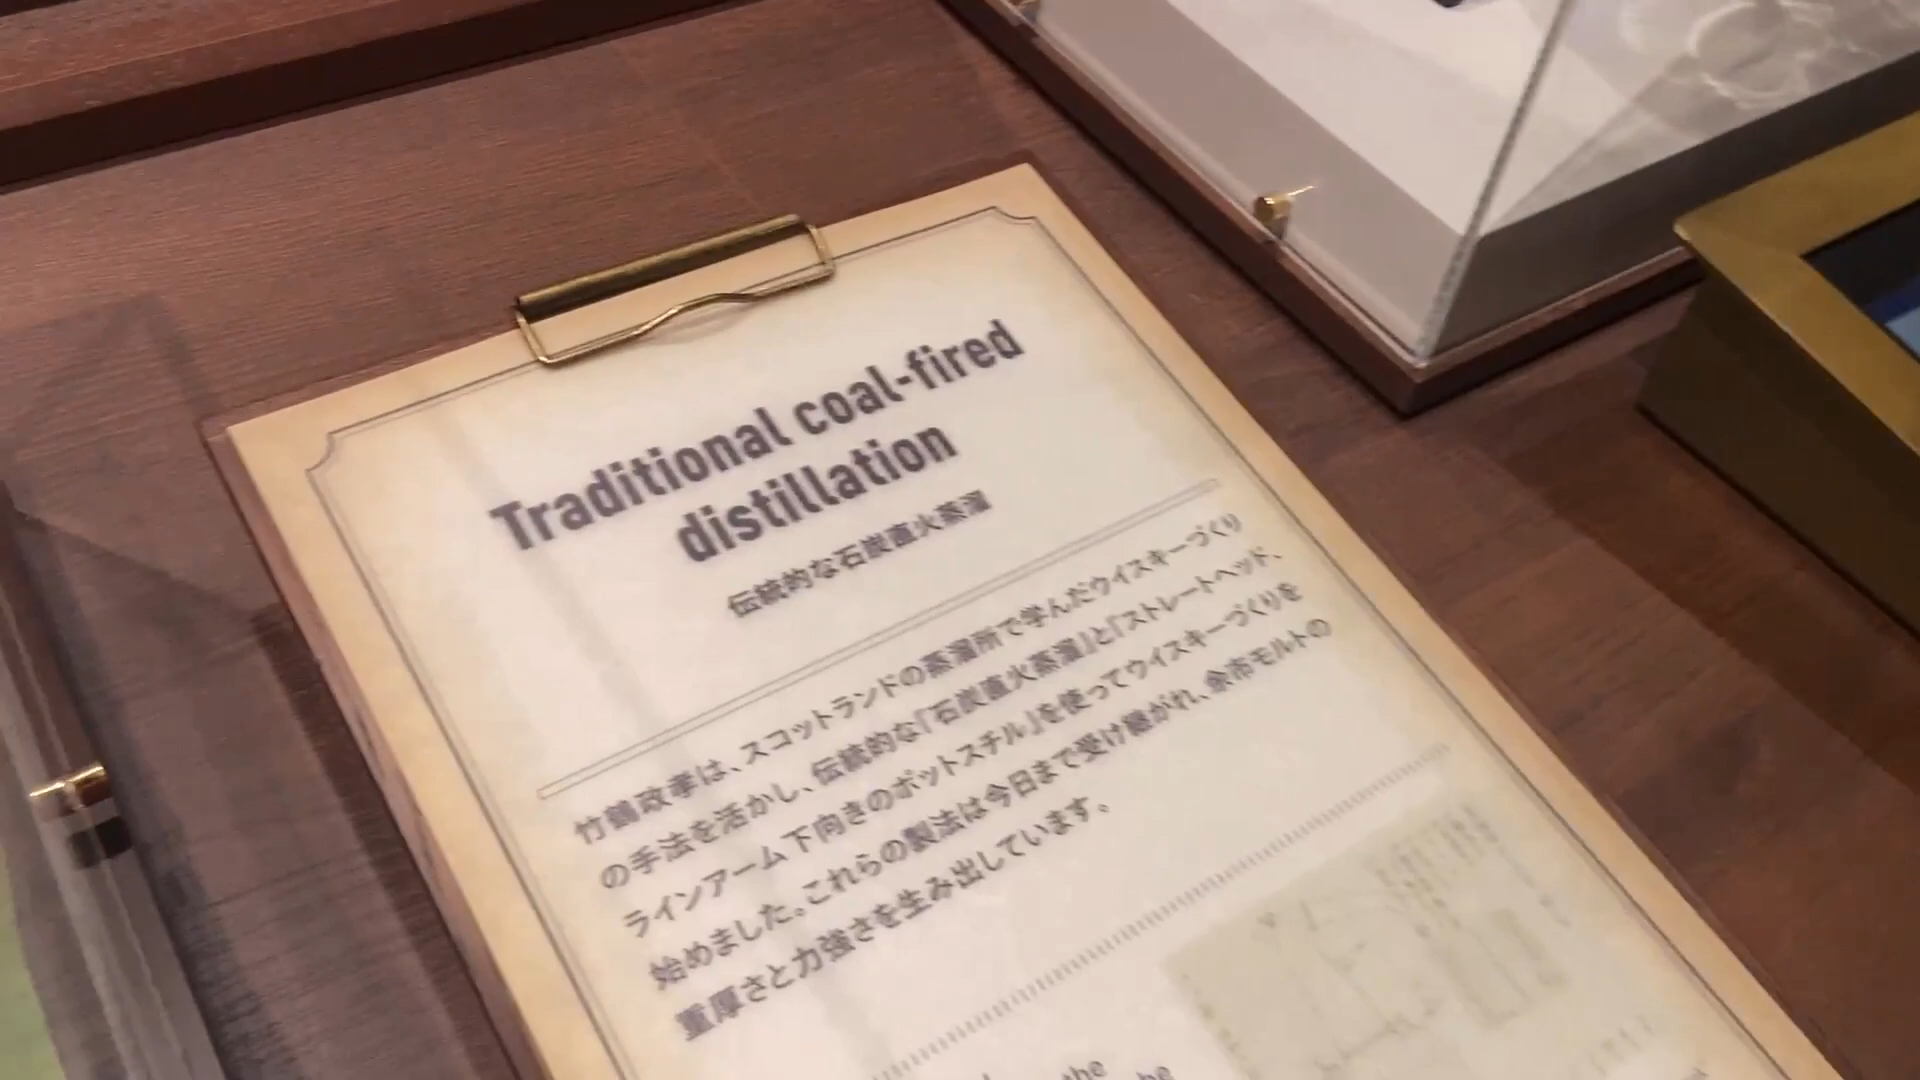 Traditional coal-fired
distillation
伝統的な石炭直火蒸溜
竹鶴政孝は、スコットランドの蒸溜所で学んだウイスキーづくり
の手法を活かし、伝統的な「石炭直火蒸溜」と「ストレートヘッド、
ラインアーム下向きのポットスチル」を使ってウイスキーづくりを
始めました。これらの製法は今日まで受け継がれ、余市モルトの
重厚さと力強さを生み出しています。
the